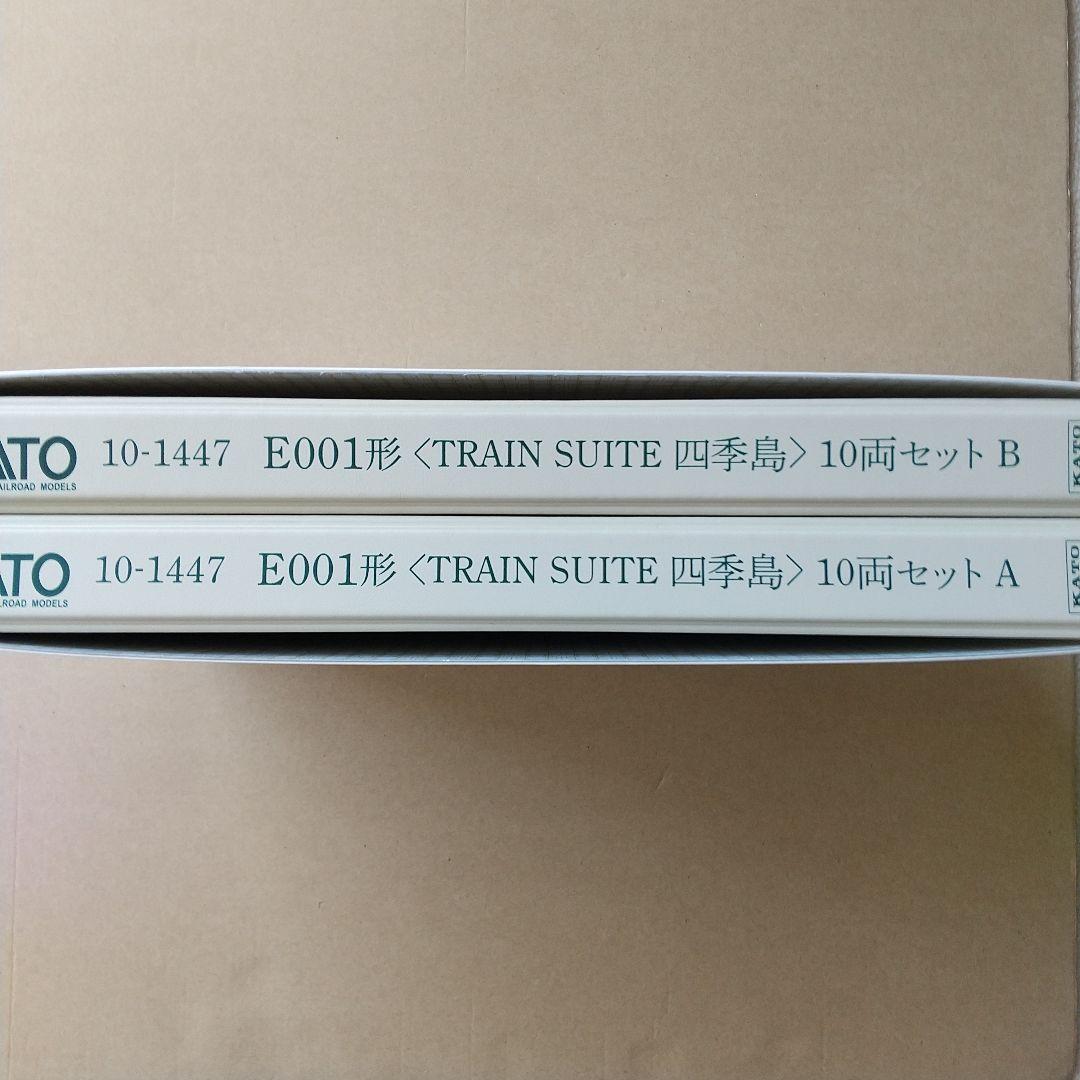 ATO 10-1447 E001形〈TRAIN SUITE 四季島〉10両セット B KATO
AILROAD MODELS
ATO 10-1447 E001形〈TRAIN SUITE 四季島〉10両セット A KATO
LROAD MODELS